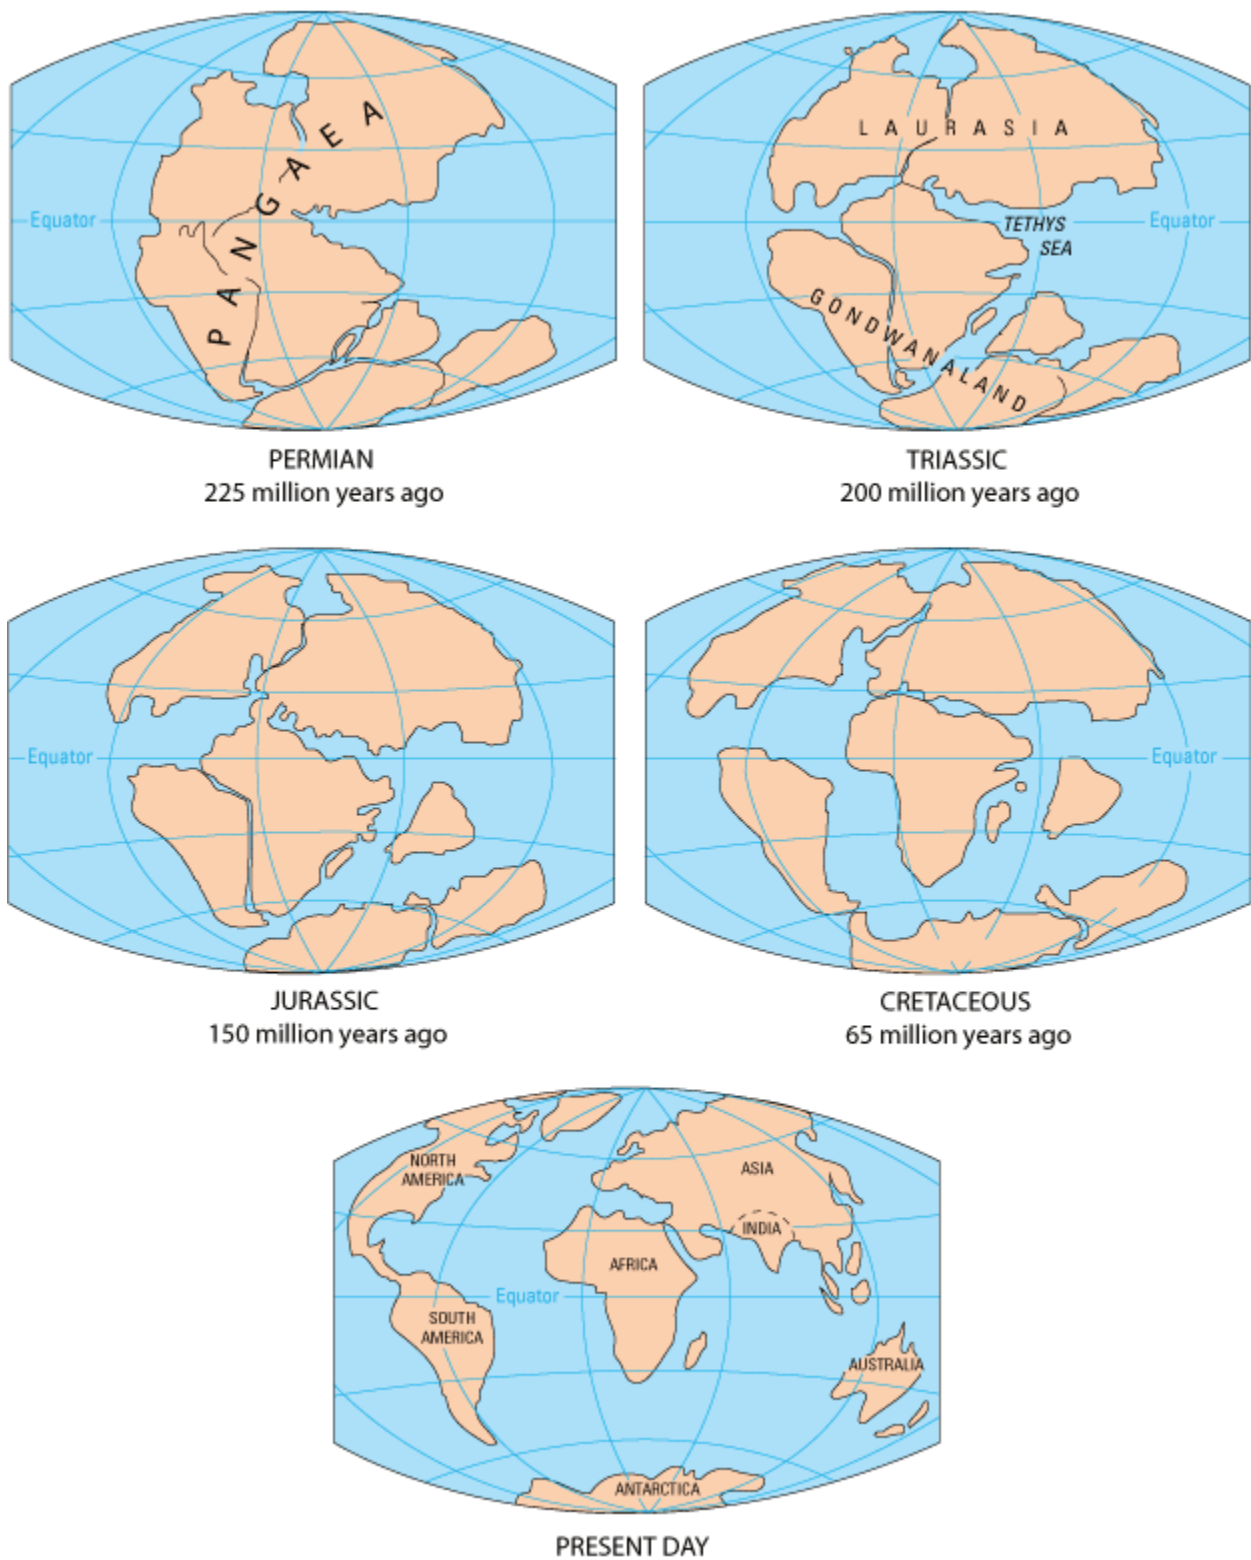 PANGAEA
Equator
PERMIAN
225 million years ago
LAURASIA
TETHYS
SEA
Equator
GONDWANALAND
TRIASSIC
200 million years ago
Equator
JURASSIC
150 million years ago
Equator
CRETACEOUS
65 million years ago
NORTH
AMERICA
ASIA
INDIA
AFRICA
Equator
SOUTH
AMERICA
AUSTRALIA
ANTARCTICA
PRESENT DAY